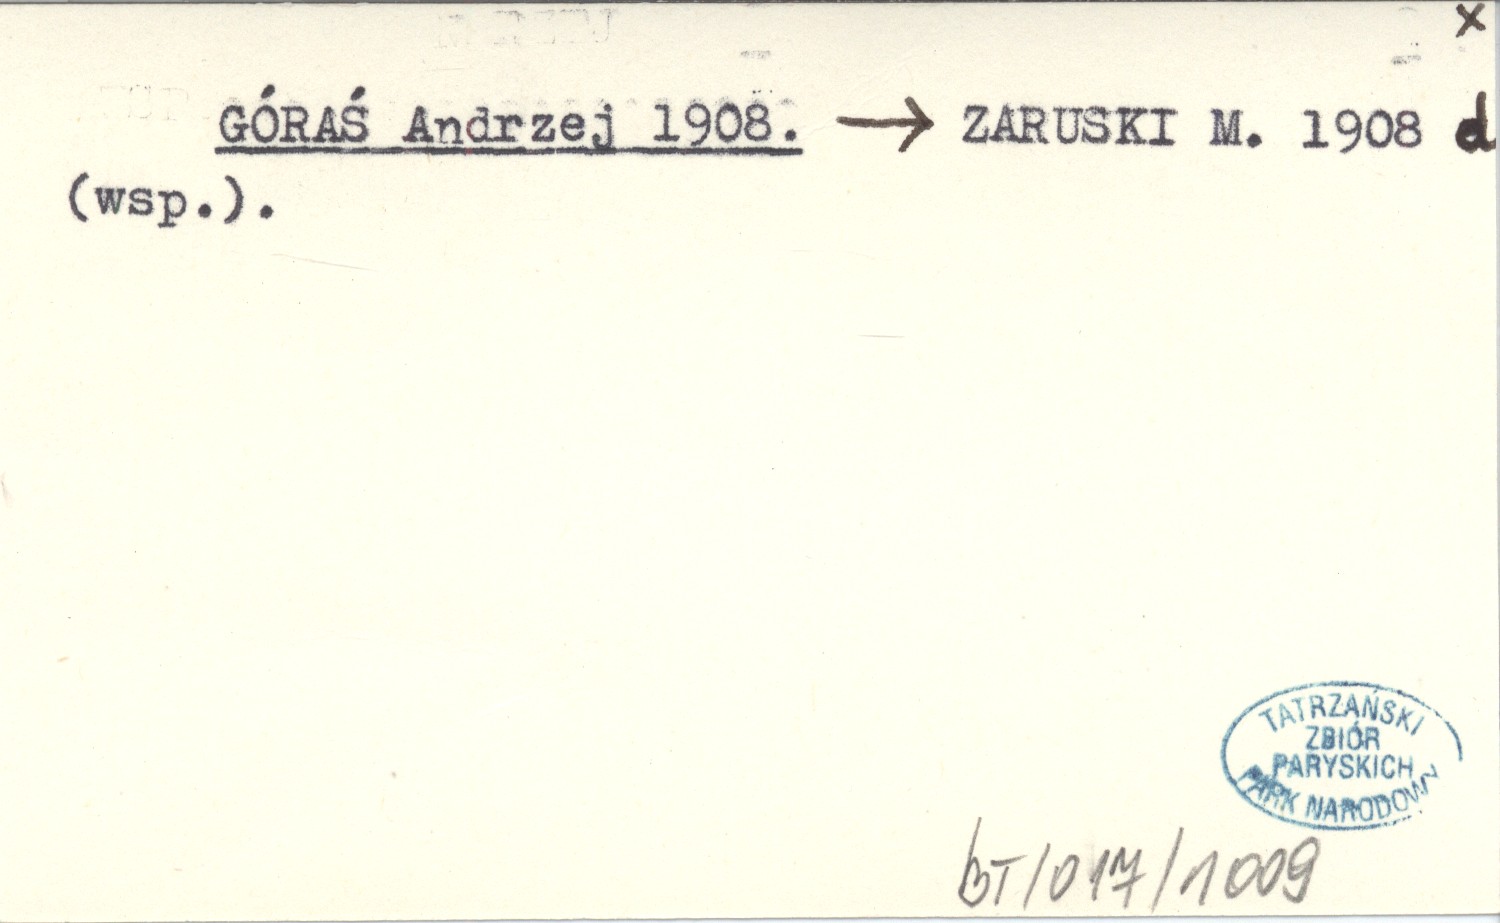 x
GÓRAŚ Andrzej 1908. → ZARUSKI M. 1908 d
(wsp.).
TATRZAŃSKI
ZBIÓR
PARYSKICH
PARK NARODOWY
BT/017/1009